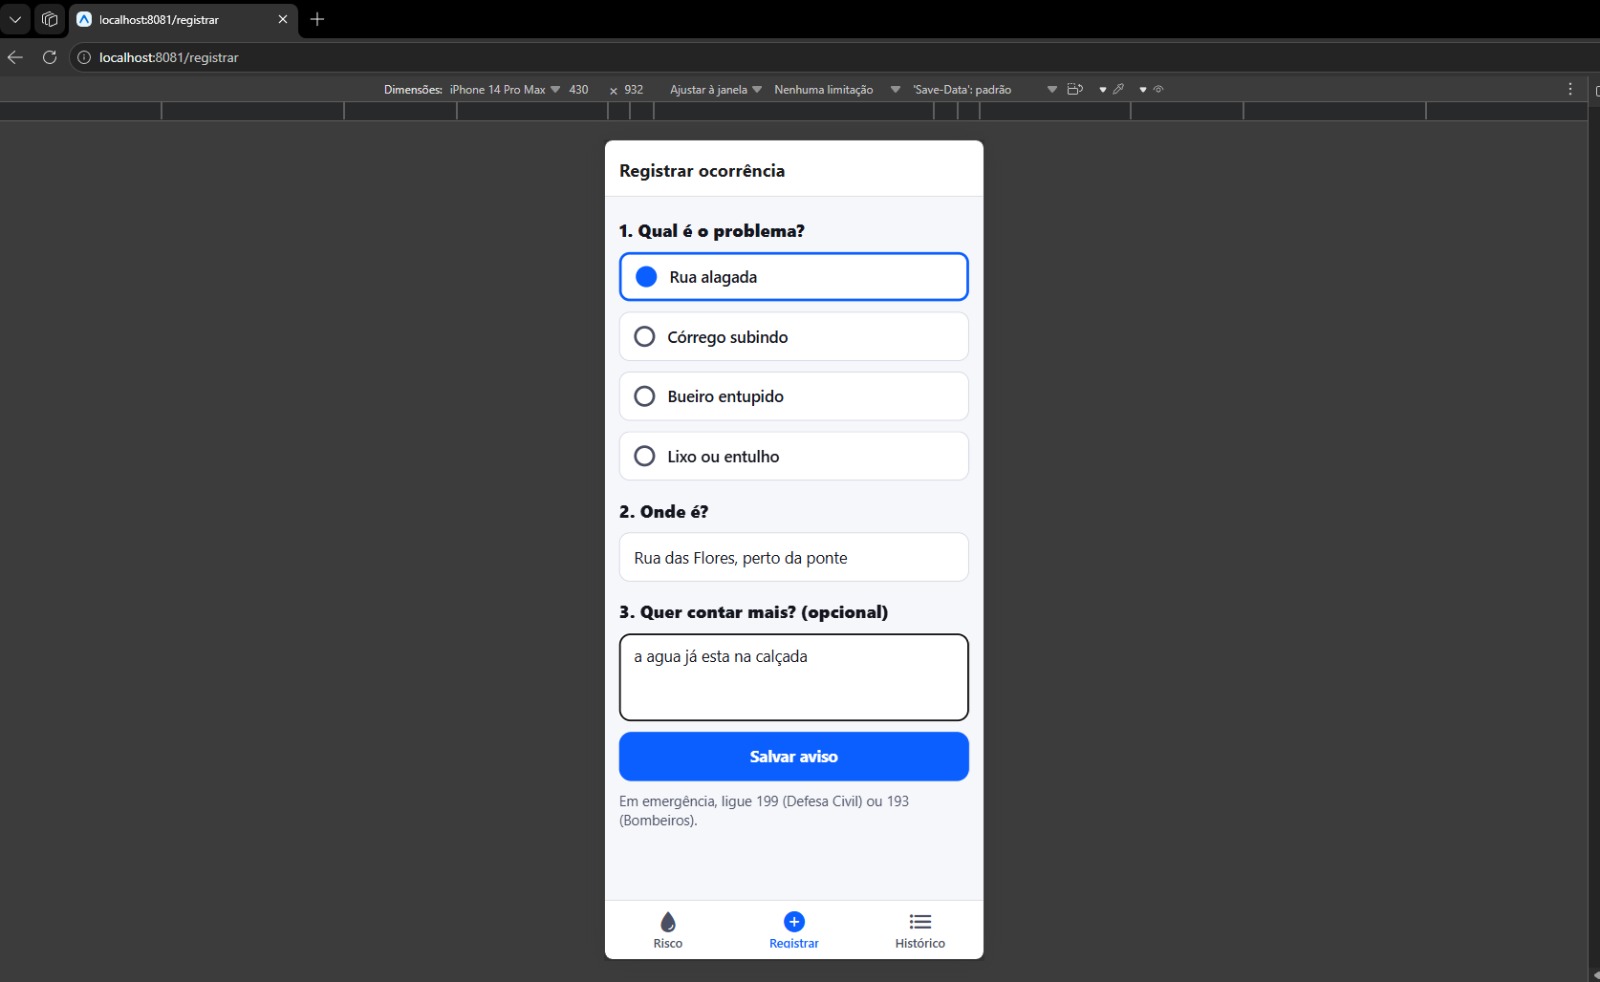 localhost:8081/registrar
localhost:8081/registrar
Dimensões: iPhone 14 Pro Max 430 x 932 Ajustar à janela Nenhuma limitação 'Save-Data': padrão
Registrar ocorrência
1. Qual é o problema?
Rua alagada
Córrego subindo
Bueiro entupido
Lixo ou entulho
2. Onde é?
Rua das Flores, perto da ponte
3. Quer contar mais? (opcional)
a agua já esta na calçada
Salvar aviso
Em emergência, ligue 199 (Defesa Civil) ou 193
(Bombeiros).
Risco Registrar Histórico